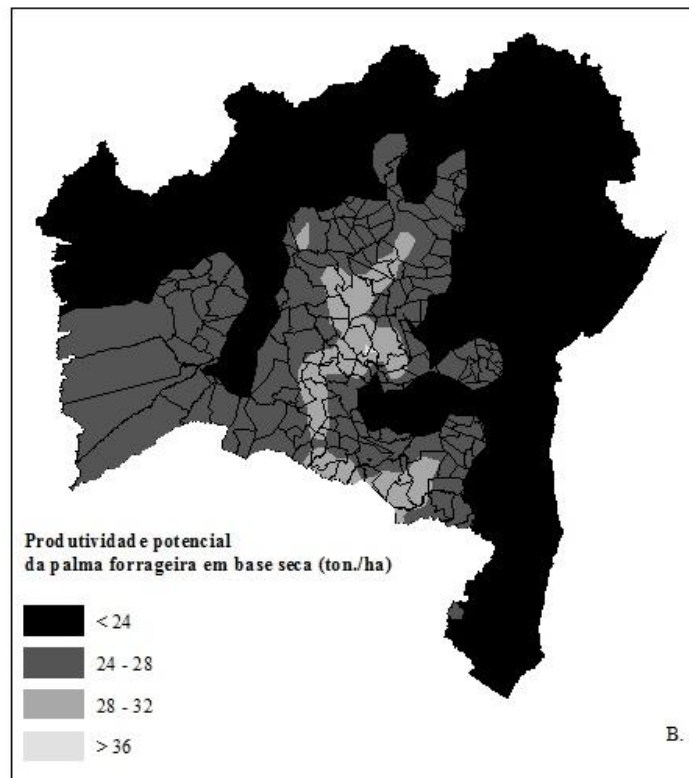 Produtividade potencial
da palma forrageira em base seca (ton./ha)
< 24
24 - 28
28 - 32
> 36
B.